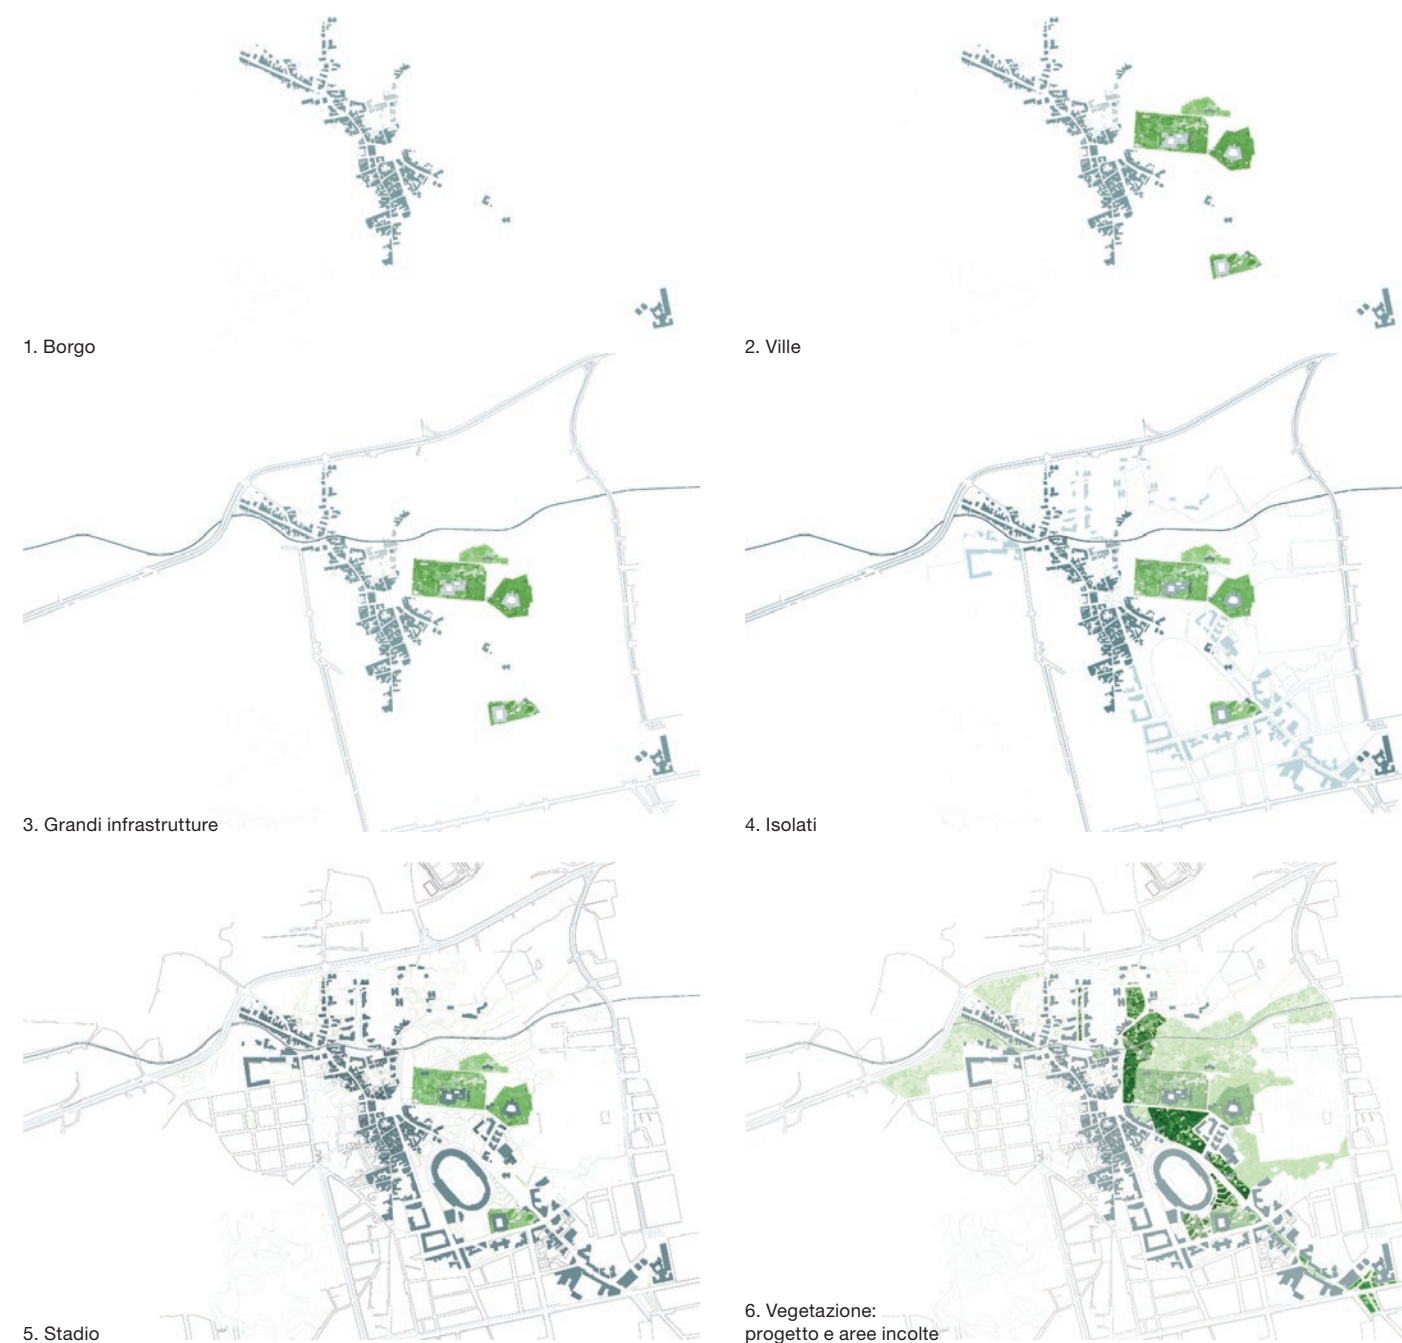 1. Borgo
2. Ville
3. Grandi infrastrutture
4. Isolati
5. Stadio
6. Vegetazione:
progetto e aree incolte